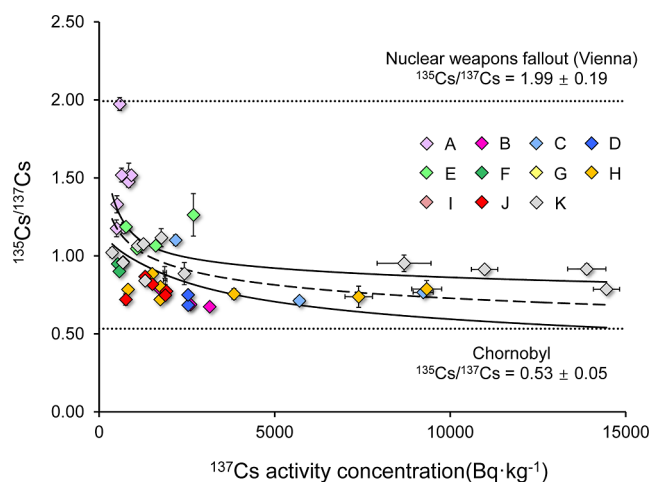 2.50
2.00
1.50
1.00
0.50
0.00
¹³⁵Cs/¹³⁷Cs
Nuclear weapons fallout (Vienna)
¹³⁵Cs/¹³⁷Cs = 1.99 ± 0.19
A B C D
E F G H
I J K
Chornobyl
¹³⁵Cs/¹³⁷Cs = 0.53 ± 0.05
0 5000 10000 15000
¹³⁷Cs activity concentration(Bq·kg⁻¹)